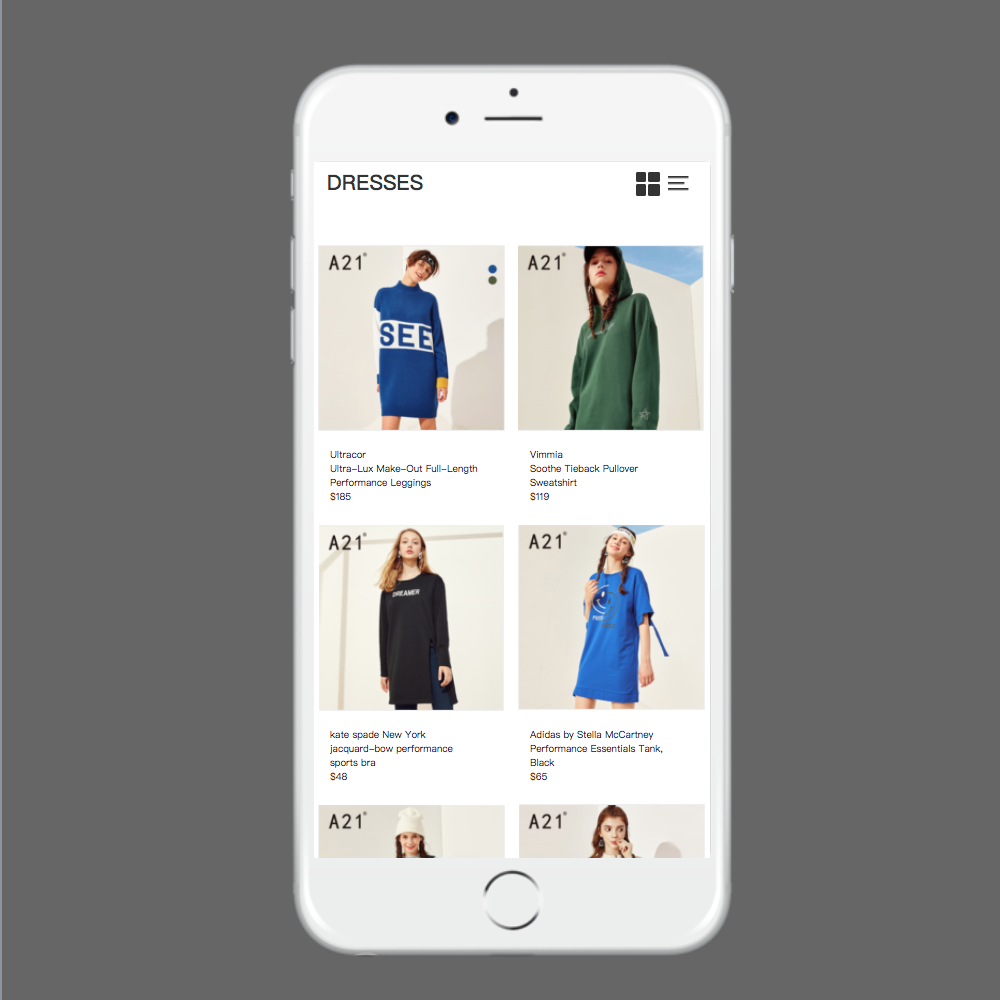 DRESSES
A21
A21
SEE
Ultracor
Ultra-Lux Make-Out Full-Length
Performance Leggings
$185
Vimmia
Soothe Tieback Pullover
Sweatshirt
$119
A21
A21
DREAMER
kate spade New York
jacquard-bow performance
sports bra
$48
Adidas by Stella McCartney
Performance Essentials Tank,
Black
$65
A21
A21